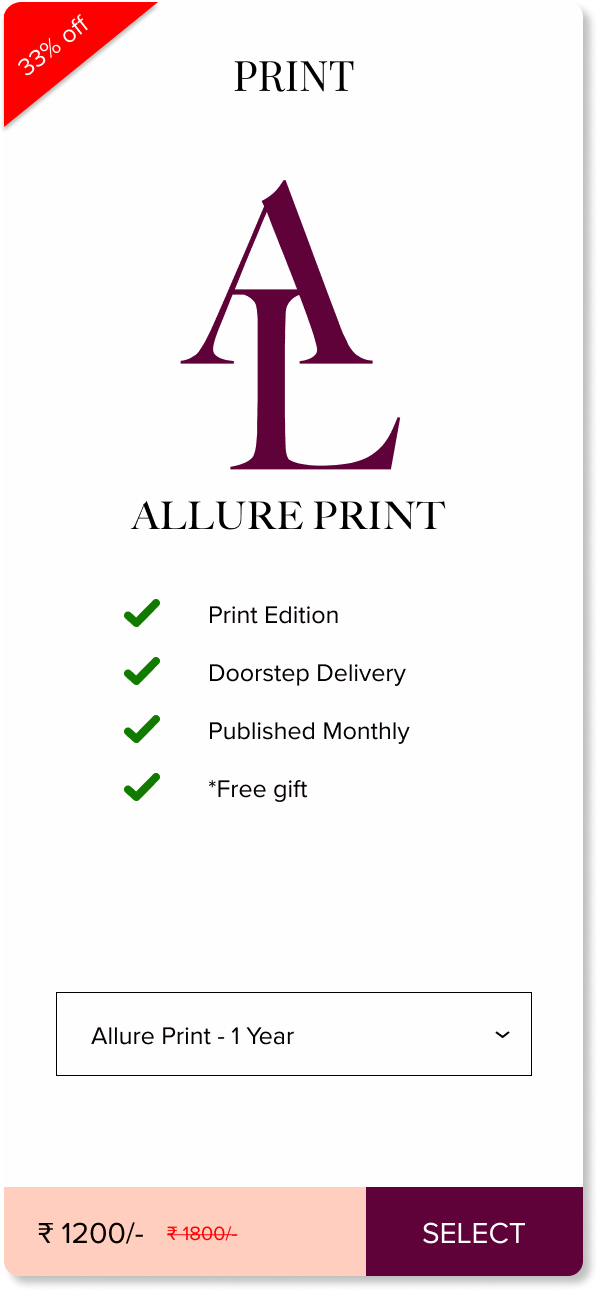 33% off
PRINT
AL
ALLURE PRINT
Print Edition
Doorstep Delivery
Published Monthly
*Free gift
Allure Print - 1 Year
₹ 1200/- ₹ 1800/-
SELECT